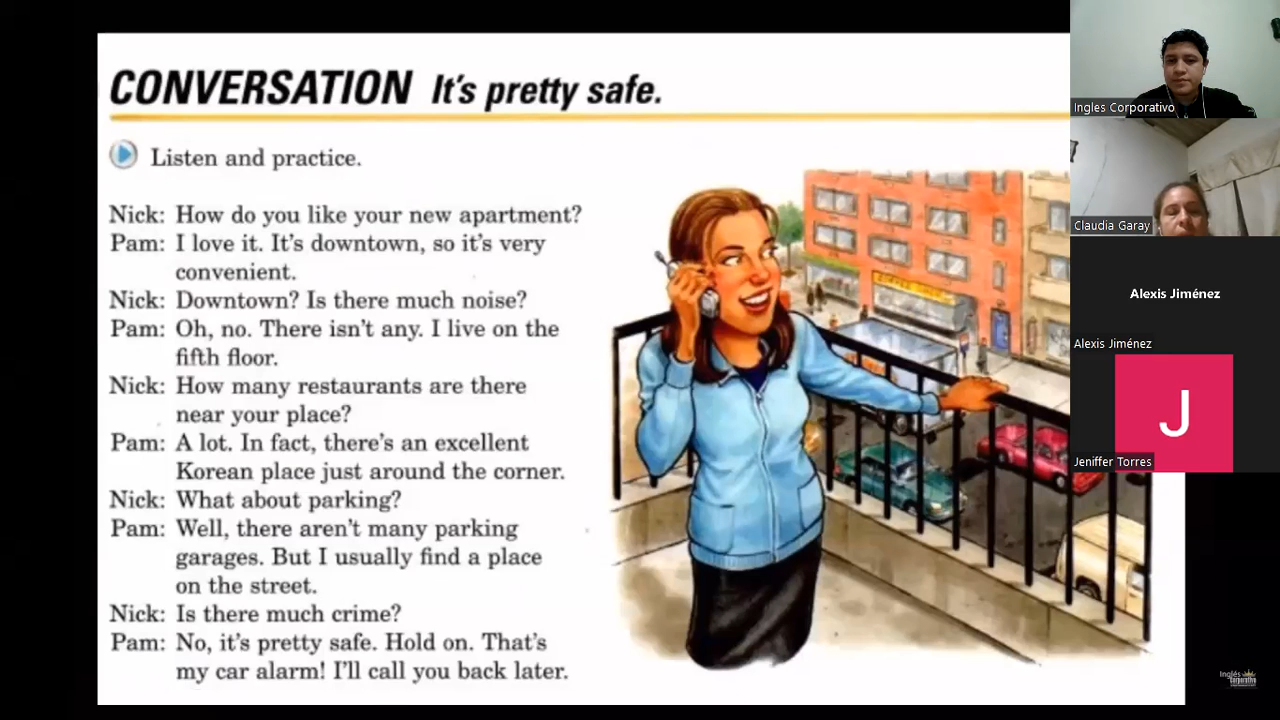 CONVERSATION It's pretty safe.
Listen and practice.
Nick: How do you like your new apartment?
Pam: I love it. It's downtown, so it's very
convenient.
Nick: Downtown? Is there much noise?
Pam: Oh, no. There isn't any. I live on the
fifth floor.
Nick: How many restaurants are there
near your place?
Pam: A lot. In fact, there's an excellent
Korean place just around the corner.
Nick: What about parking?
Pam: Well, there aren't many parking
garages. But I usually find a place
on the street.
Nick: Is there much crime?
Pam: No, it's pretty safe. Hold on. That's
my car alarm! I'll call you back later.
Ingles Corporativo
Claudia Garay
Alexis Jiménez
Alexis Jiménez
J
Jeniffer Torres
Inglés
Corporativo